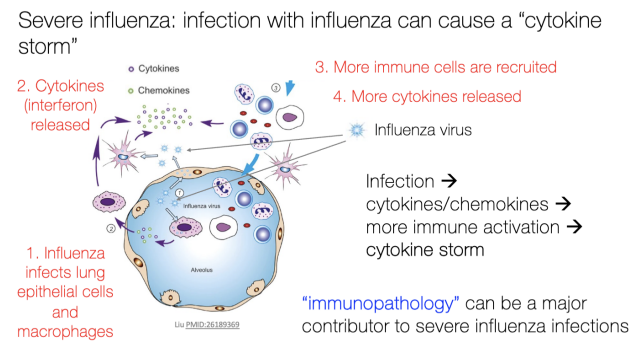 Severe influenza: infection with influenza can cause a “cytokine
storm”
2. Cytokines
(interferon)
released
Cytokines
Chemokines
3
3. More immune cells are recruited
4. More cytokines released
Influenza virus
1
Influenza virus
2
Alveolus
1. Influenza
infects lung
epithelial cells
and
macrophages
Infection →
cytokines/chemokines →
more immune activation →
cytokine storm
“immunopathology” can be a major
contributor to severe influenza infections
Liu PMID:26189369